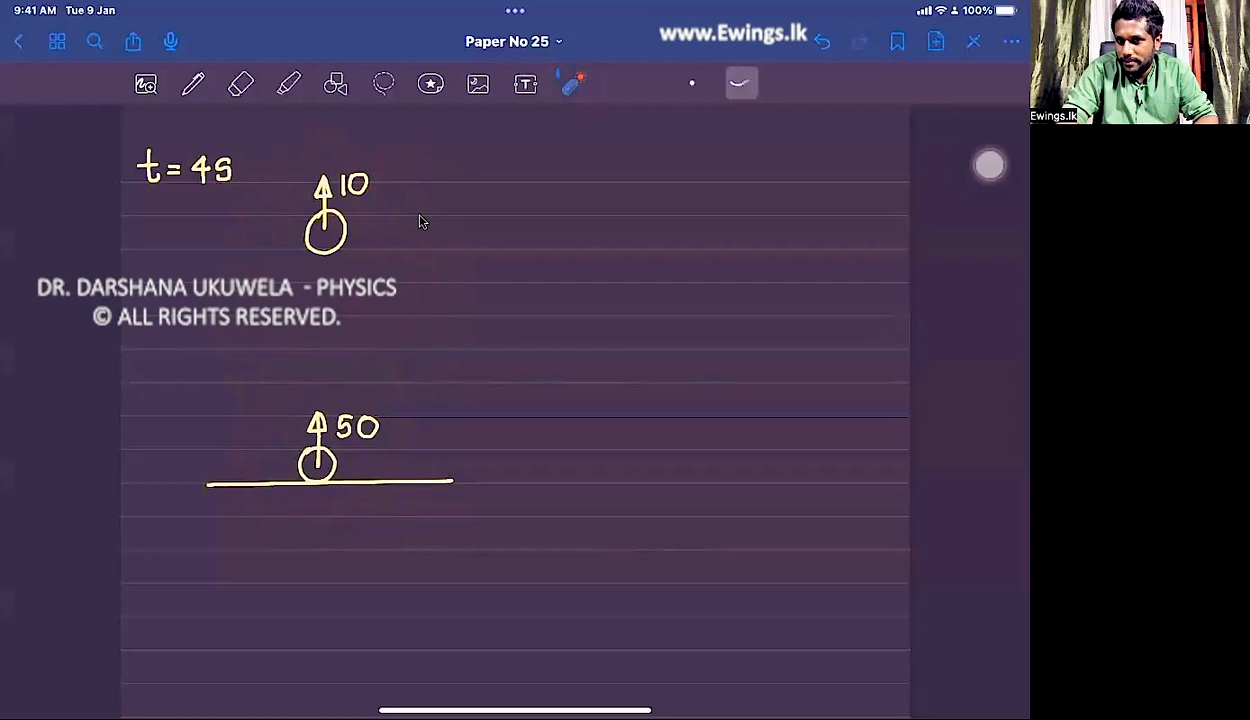 9:41 AM Tue 9 Jan
100%
Paper No 25
www.Ewings.lk
Ewings.lk
t = 4s
10
DR. DARSHANA UKUWELA - PHYSICS
© ALL RIGHTS RESERVED.
50